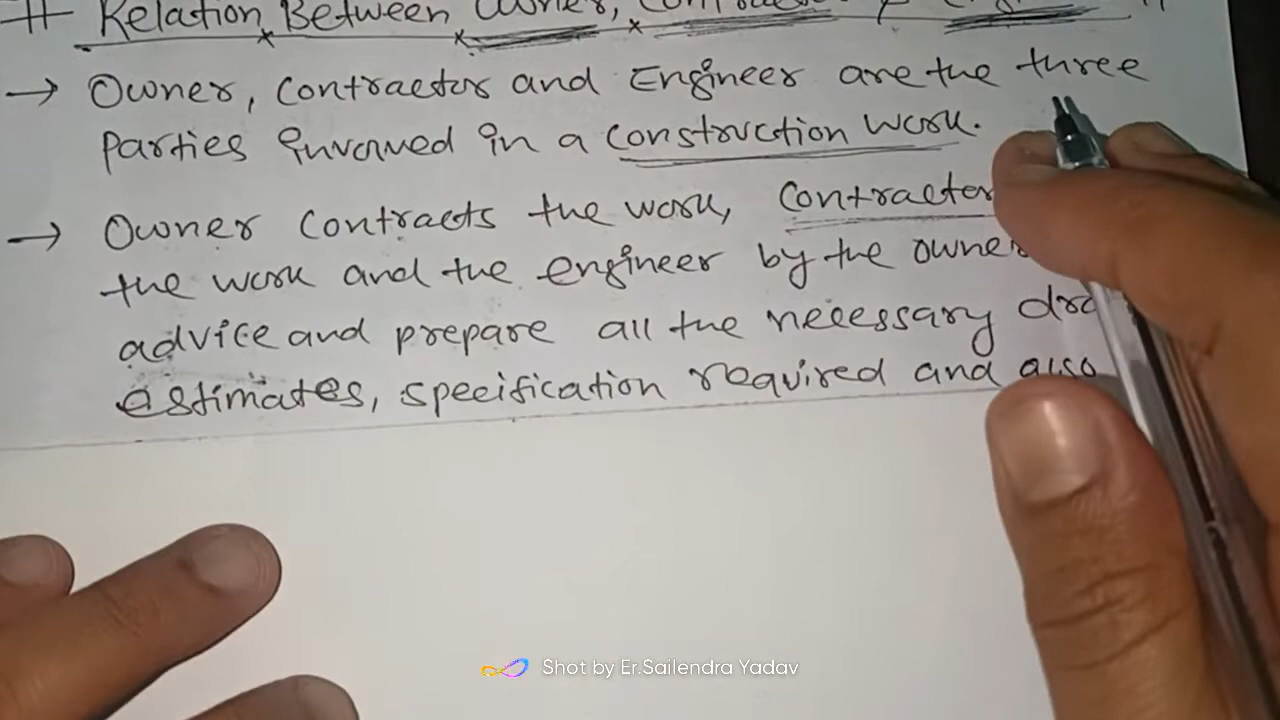 # Relation Between Owner,
→ Owner, Contractor and Engineer are the three
Parties involved in a Construction work.
→ Owner contracts the work, Contractor
the work and the engineer by the owner
advice and prepare all the necessary
estimates, specification required and also
Shot by Er.Sailendra Yadav